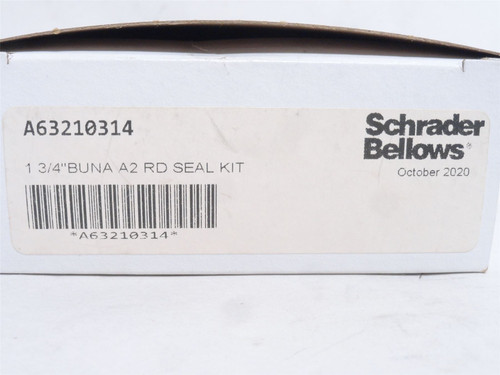 A63210314
1 3/4"BUNA A2 RD SEAL KIT
*A63210314*
Schrader
Bellows®
October 2020